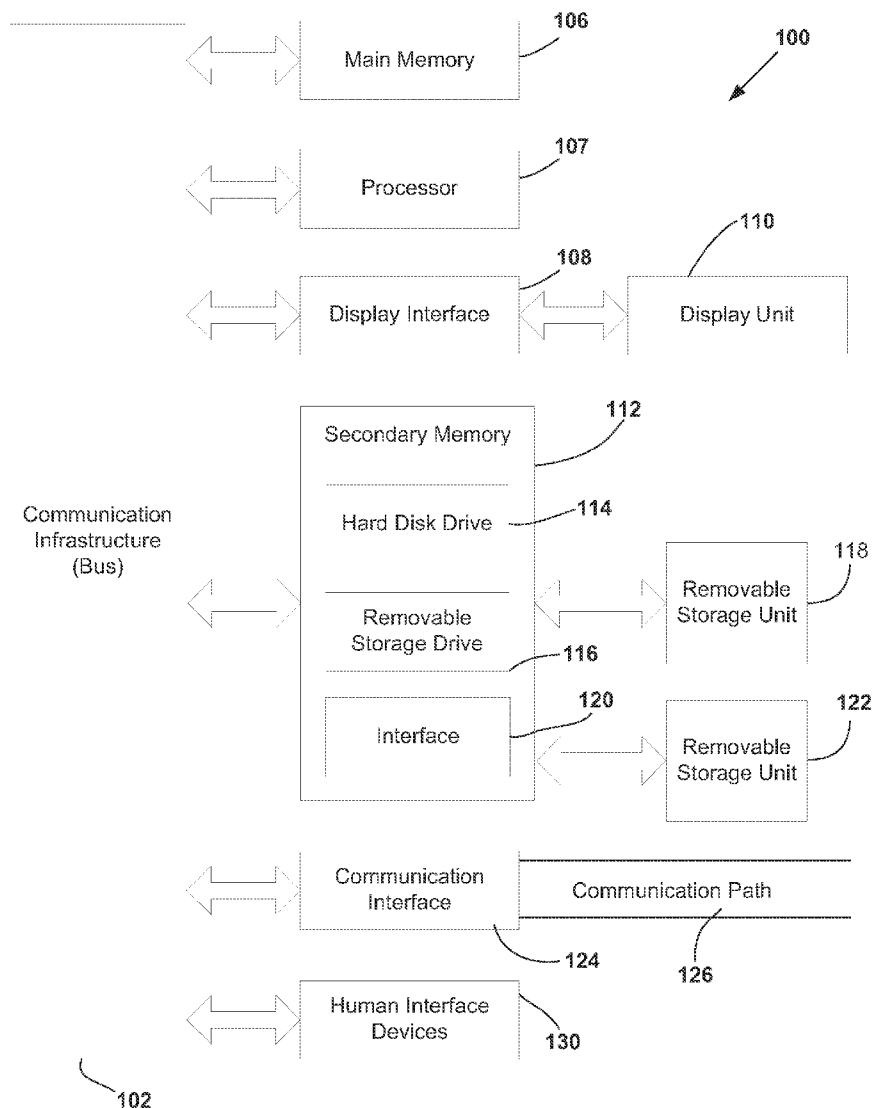 106
Main Memory
100
107
Processor
110
108
Display Interface
Display Unit
112
Secondary Memory
114
Hard Disk Drive
Communication
Infrastructure
(Bus)
118
Removable
Storage Unit
Removable
Storage Drive
116
120
122
Interface
Removable
Storage Unit
Communication
Interface
Communication Path
124
126
Human Interface
Devices
130
102